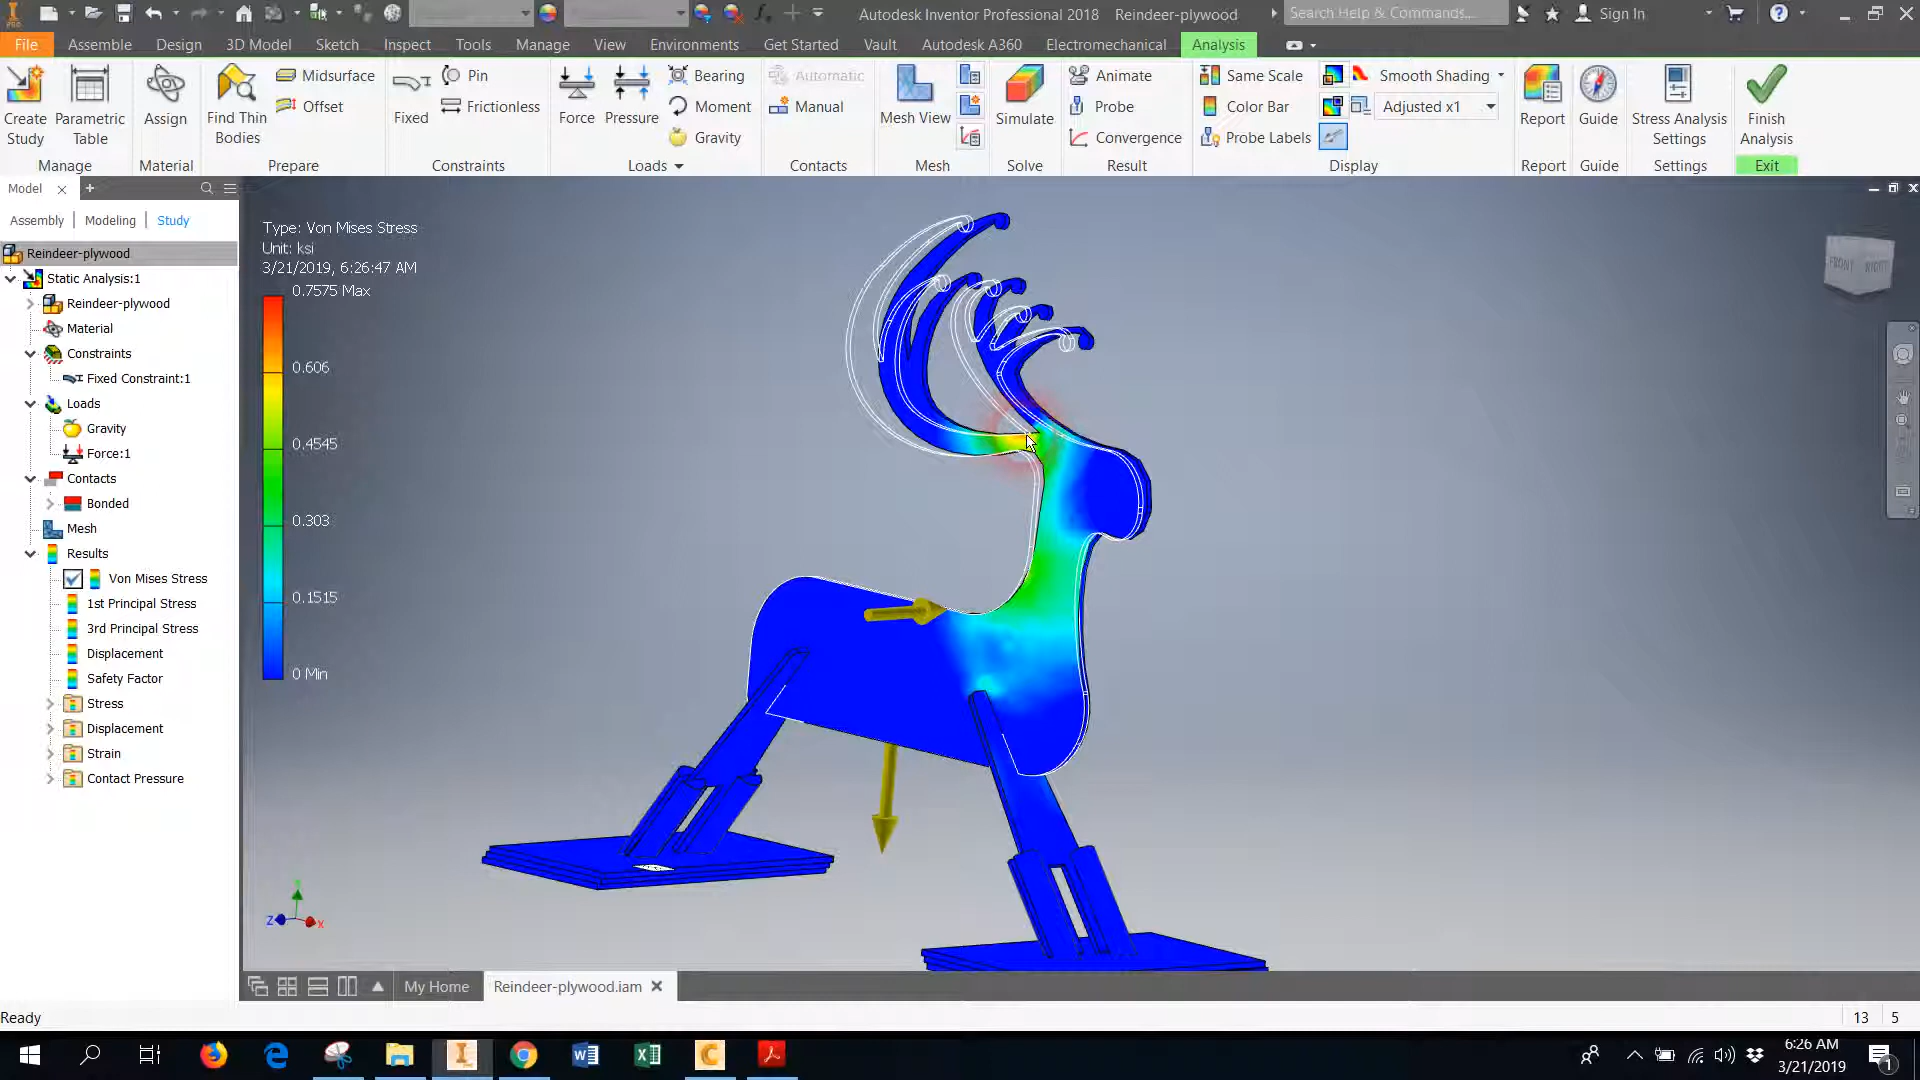 Autodesk Inventor Professional 2018 Reindeer-plywood
Search Help & Commands...
Sign In
File Assembly Design 3D Model Sketch Inspect Tools Manage View Environments Get Started Vault Autodesk A360 Electromechanical Analysis
Create Study
Parametric Table
Manage
Assign
Material
Find Thin Bodies
Midsurface
Offset
Prepare
Fixed
Pin
Frictionless
Constraints
Force
Pressure
Bearing
Moment
Gravity
Loads
Automatic
Manual
Contacts
Mesh View
Mesh
Simulate
Solve
Animate
Probe
Convergence
Result
Same Scale
Color Bar
Probe Labels
Smooth Shading
Adjusted x1
Display
Report
Report
Guide
Guide
Stress Analysis Settings
Settings
Finish Analysis
Exit
Model
Assembly Modeling Study
Reindeer-plywood
Static Analysis:1
Reindeer-plywood
Material
Constraints
Fixed Constraint:1
Loads
Gravity
Force:1
Contacts
Bonded
Mesh
Results
Von Mises Stress
1st Principal Stress
3rd Principal Stress
Displacement
Safety Factor
Stress
Displacement
Strain
Contact Pressure
Type: Von Mises Stress
Unit: ksi
3/21/2019, 6:26:47 AM
0.7575 Max
0.606
0.4545
0.303
0.1515
0 Min
FRONT RIGHT
Z X
My Home Reindeer-plywood.iam
Ready
13 5
6:26 AM
3/21/2019
1